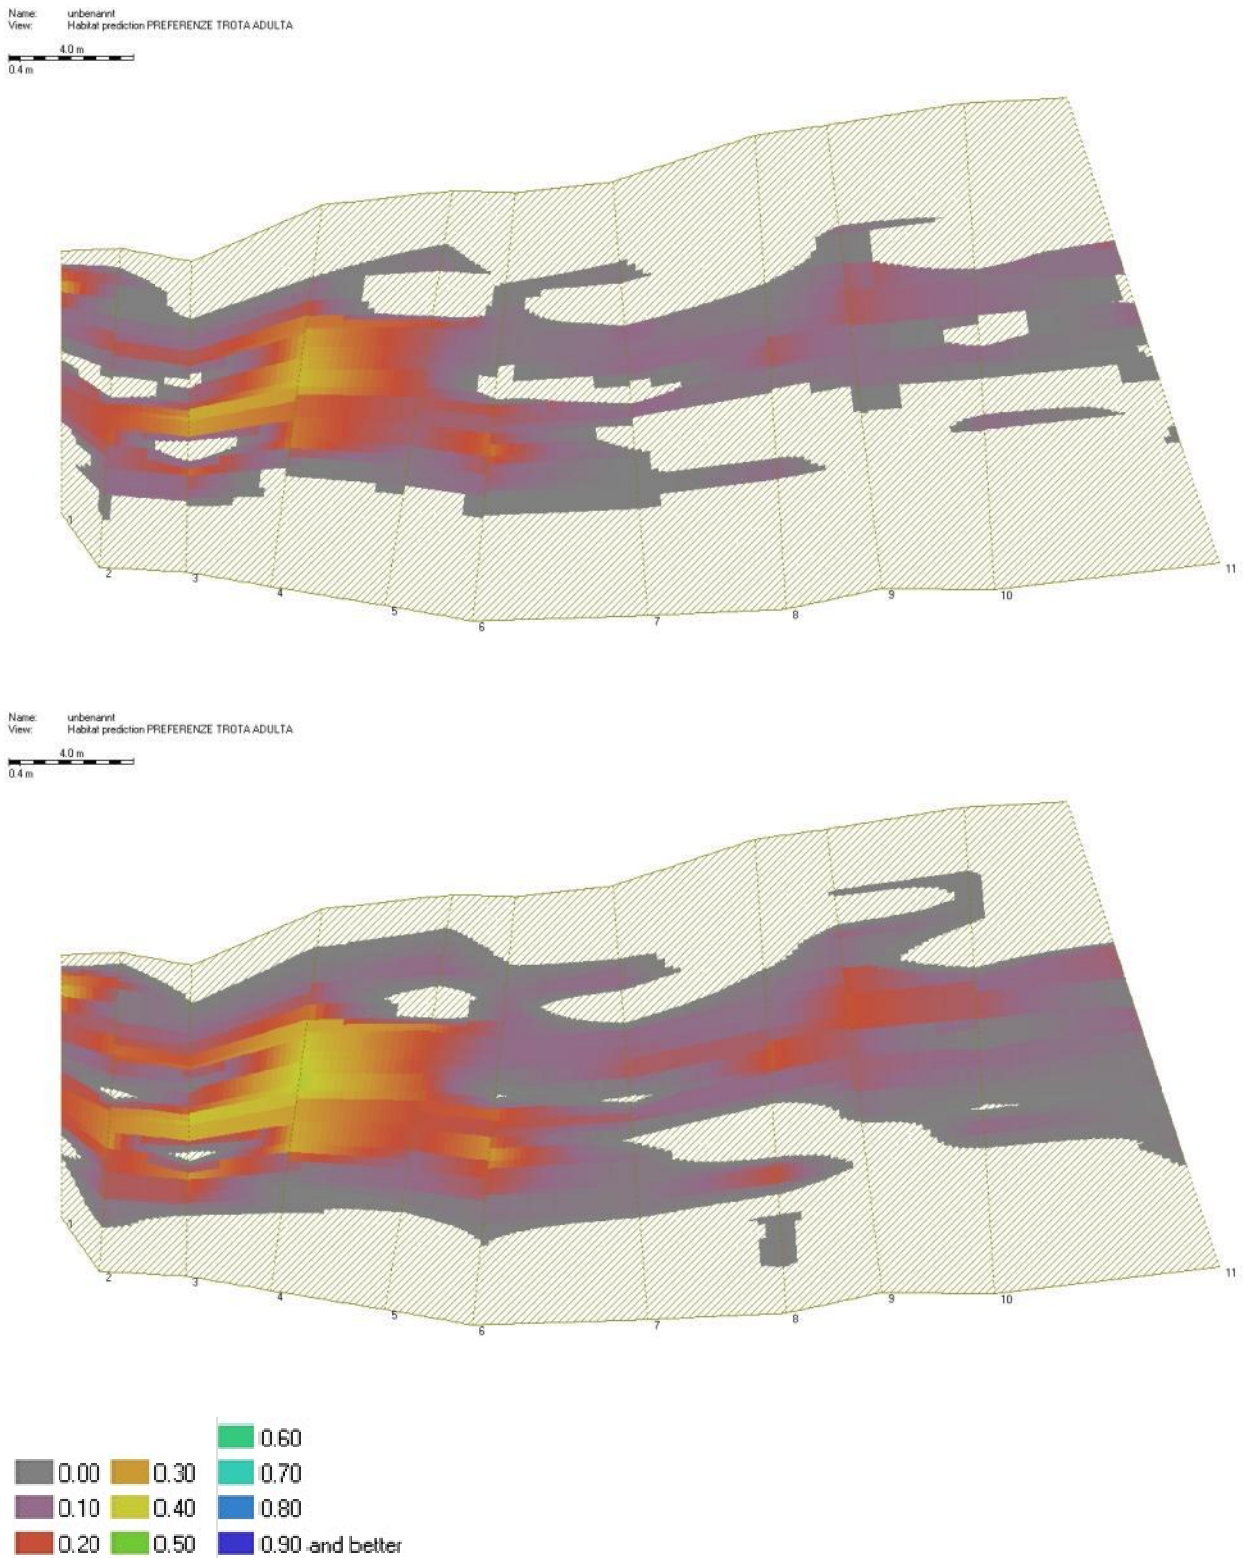 Name: unbenannt
View: Habitat prediction PREFERENZE TROTA ADULTA
4.0 m
0.4 m
1
2
3
4
5
6
7
8
9
10
11
Name: unbenannt
View: Habitat prediction PREFERENZE TROTA ADULTA
4.0 m
0.4 m
1
2
3
4
5
6
7
8
9
10
11
0.60
0.00 0.30 0.70
0.10 0.40 0.80
0.20 0.50 0.90 and better